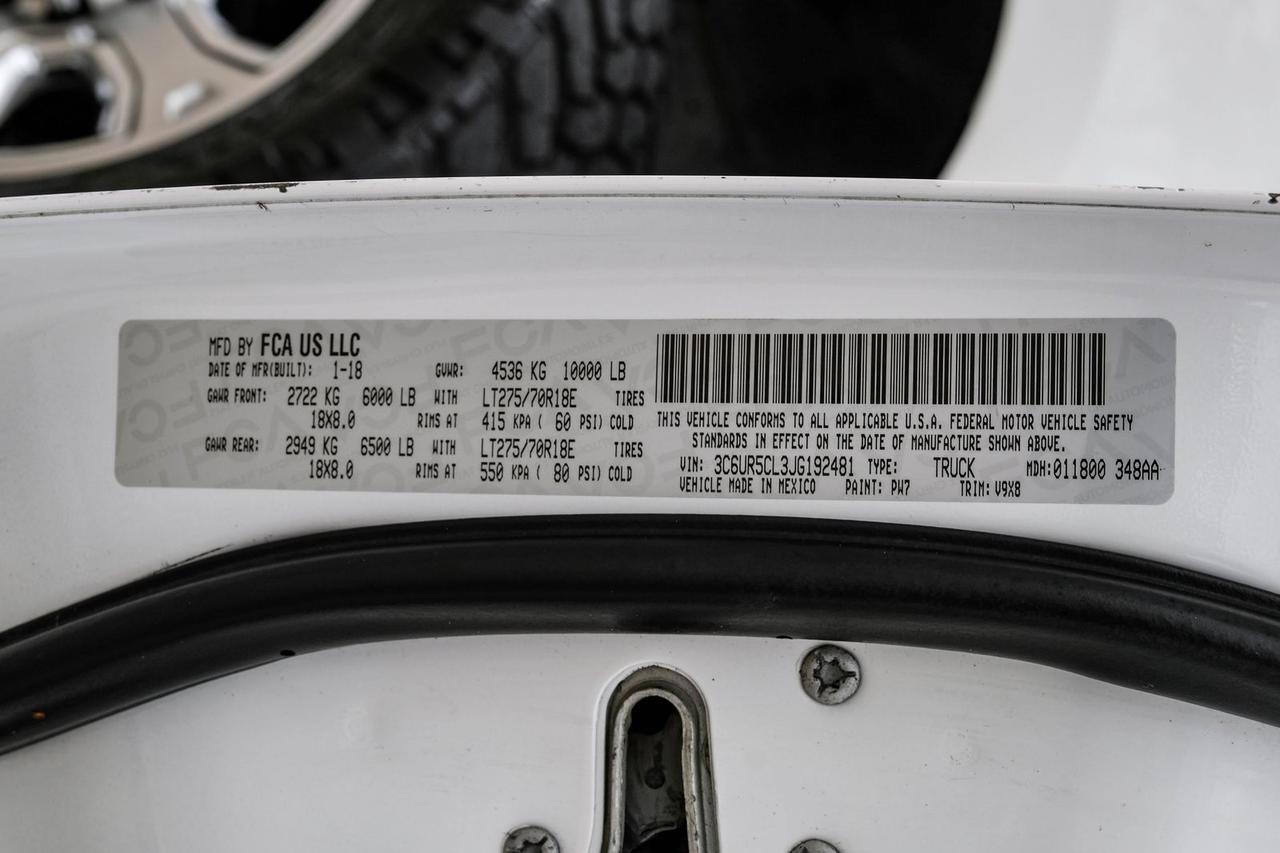 MFD BY FCA US LLC
DATE OF MFR(BUILT): 1-18 GVWR: 4536 KG 10000 LB
GAWR FRONT: 2722 KG 6000 LB WITH LT275/70R18E TIRES
18X8.0 RIMS AT 415 KPA ( 60 PSI) COLD
GAWR REAR: 2949 KG 6500 LB WITH LT275/70R18E TIRES
18X8.0 RIMS AT 550 KPA ( 80 PSI) COLD
THIS VEHICLE CONFORMS TO ALL APPLICABLE U.S.A. FEDERAL MOTOR VEHICLE SAFETY
STANDARDS IN EFFECT ON THE DATE OF MANUFACTURE SHOWN ABOVE.
VIN: 3C6UR5CL3JG192481 TYPE: TRUCK MDH:011800 348AA
VEHICLE MADE IN MEXICO PAINT: PW7 TRIM: V9X8